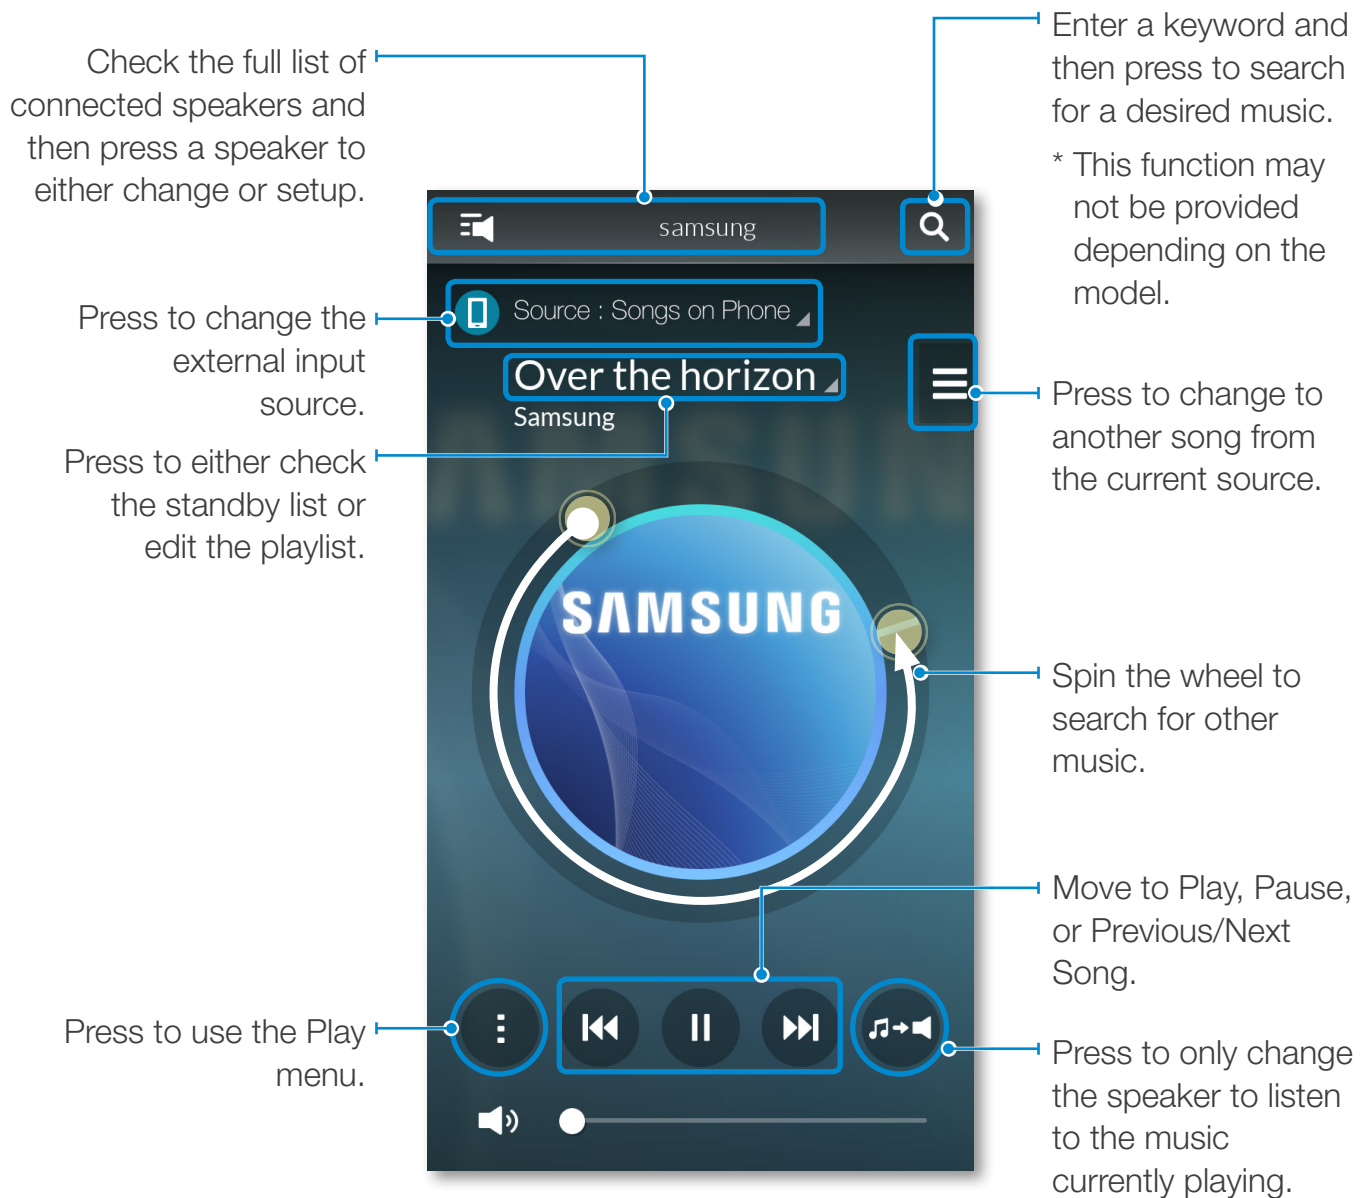 Check the full list of
connected speakers and
then press a speaker to
either change or setup.
Press to change the
external input
source.
Press to either check
the standby list or
edit the playlist.
Press to use the Play
menu.
samsung
Source : Songs on Phone
Over the horizon
Samsung
SAMSUNG
SAMSUNG
Enter a keyword and
then press to search
for a desired music.
* This function may
not be provided
depending on the
model.
Press to change to
another song from
the current source.
Spin the wheel to
search for other
music.
Move to Play, Pause,
or Previous/Next
Song.
Press to only change
the speaker to listen
to the music
currently playing.